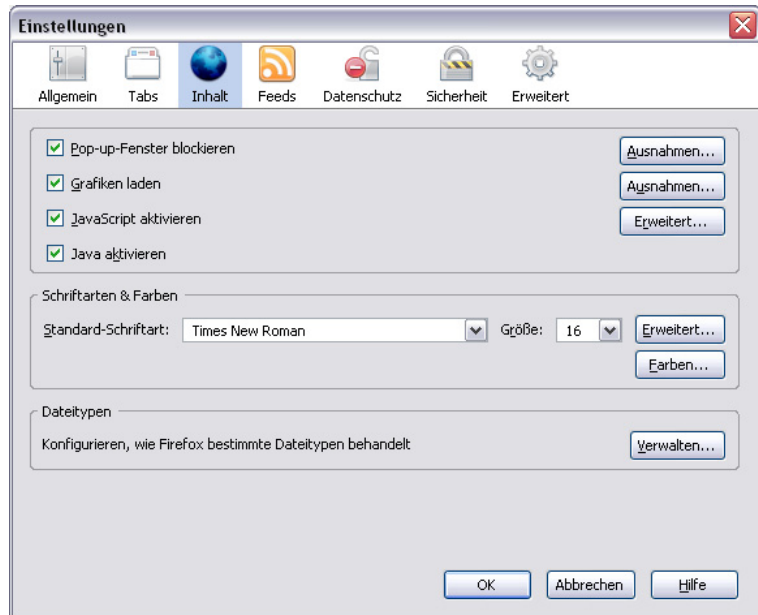 Einstellungen
Allgemein Tabs Inhalt Feeds Datenschutz Sicherheit Erweitert
Pop-up-Fenster blockieren Ausnahmen...
Grafiken laden Ausnahmen...
JavaScript aktivieren Erweitert...
Java aktivieren
Schriftarten & Farben
Standard-Schriftart: Times New Roman Größe: 16 Erweitert...
Farben...
Dateitypen
Konfigurieren, wie Firefox bestimmte Dateitypen behandelt Verwalten...
OK Abbrechen Hilfe